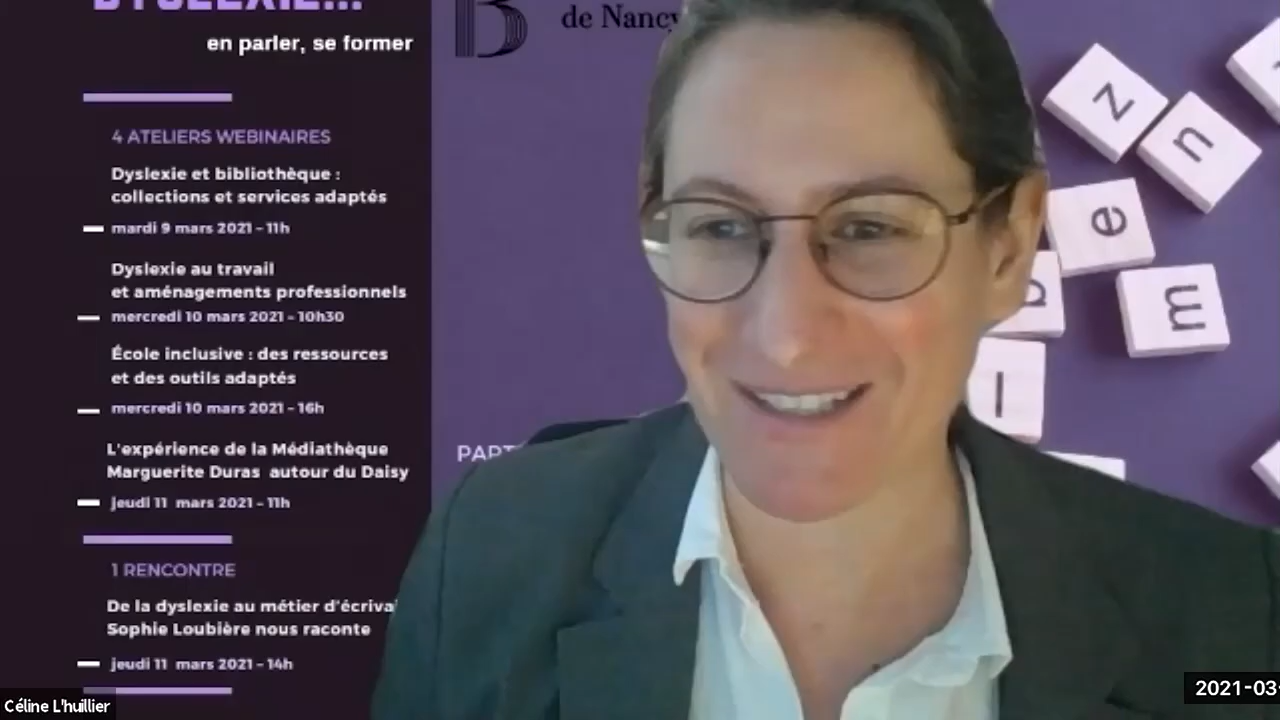 DYSLEXIE...
en parler, se former
4 ATELIERS WEBINAIRES
Dyslexie et bibliothèque :
collections et services adaptés
mardi 9 mars 2021 - 11h
Dyslexie au travail
et aménagements professionnels
mercredi 10 mars 2021 - 10h30
École inclusive : des ressources
et des outils adaptés
mercredi 10 mars 2021 - 16h
L'expérience de la Médiathèque
Marguerite Duras autour du Daisy
jeudi 11 mars 2021 - 11h
1 RENCONTRE
De la dyslexie au métier d'écrivai
Sophie Loubière nous raconte
jeudi 11 mars 2021 - 14h
B
de Nancy
PART
z
n
e
m
l
Céline L'huillier
2021-03-